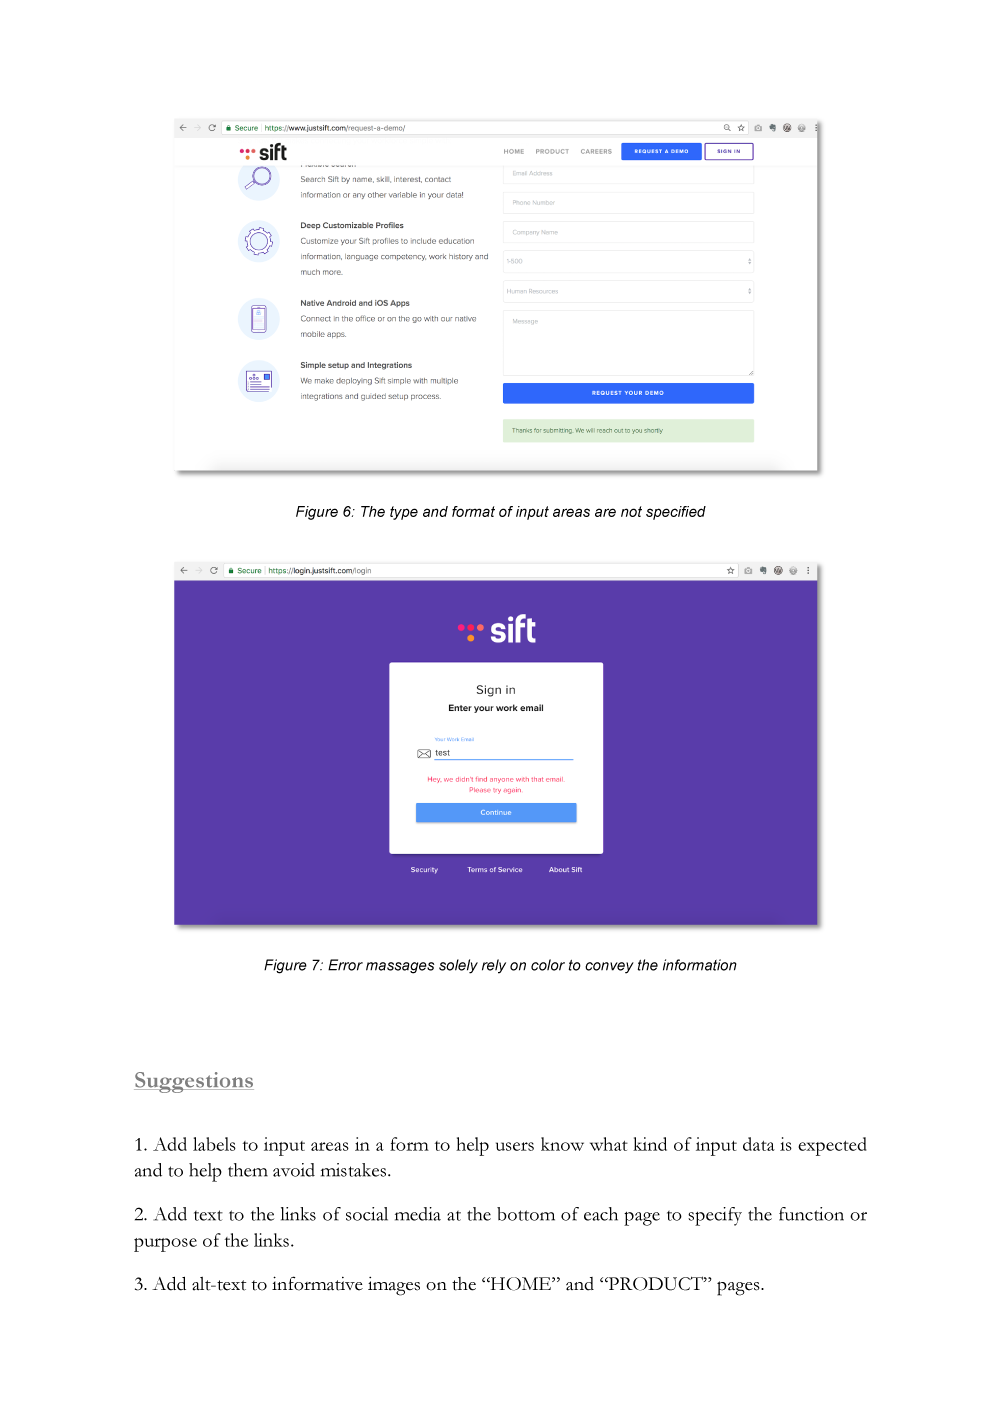 Secure https://www.justsift.com/request-a-demo/
sift
HOME PRODUCT CAREERS REQUEST A DEMO SIGN IN
Search Sift by name, skill, interest, contact
information or any other variable in your data!
Deep Customizable Profiles
Customize your Sift profiles to include education
information, language competency, work history and
much more.
Native Android and iOS Apps
Connect in the office or on the go with our native
mobile apps.
Simple setup and Integrations
We make deploying Sift simple with multiple
integrations and guided setup process.
Email Address
Phone Number
Company Name
1-500
Human Resources
Message
REQUEST YOUR DEMO
Thanks for submitting. We will reach out to you shortly
Figure 6: The type and format of input areas are not specified
Secure https://login.justsift.com/login
sift
Sign in
Enter your work email
Your Work Email
test
Hey, we didn't find anyone with that email.
Please try again.
Continue
Security Terms of Service About Sift
Figure 7: Error massages solely rely on color to convey the information
Suggestions
1. Add labels to input areas in a form to help users know what kind of input data is expected
and to help them avoid mistakes.
2. Add text to the links of social media at the bottom of each page to specify the function or
purpose of the links.
3. Add alt-text to informative images on the “HOME” and “PRODUCT” pages.